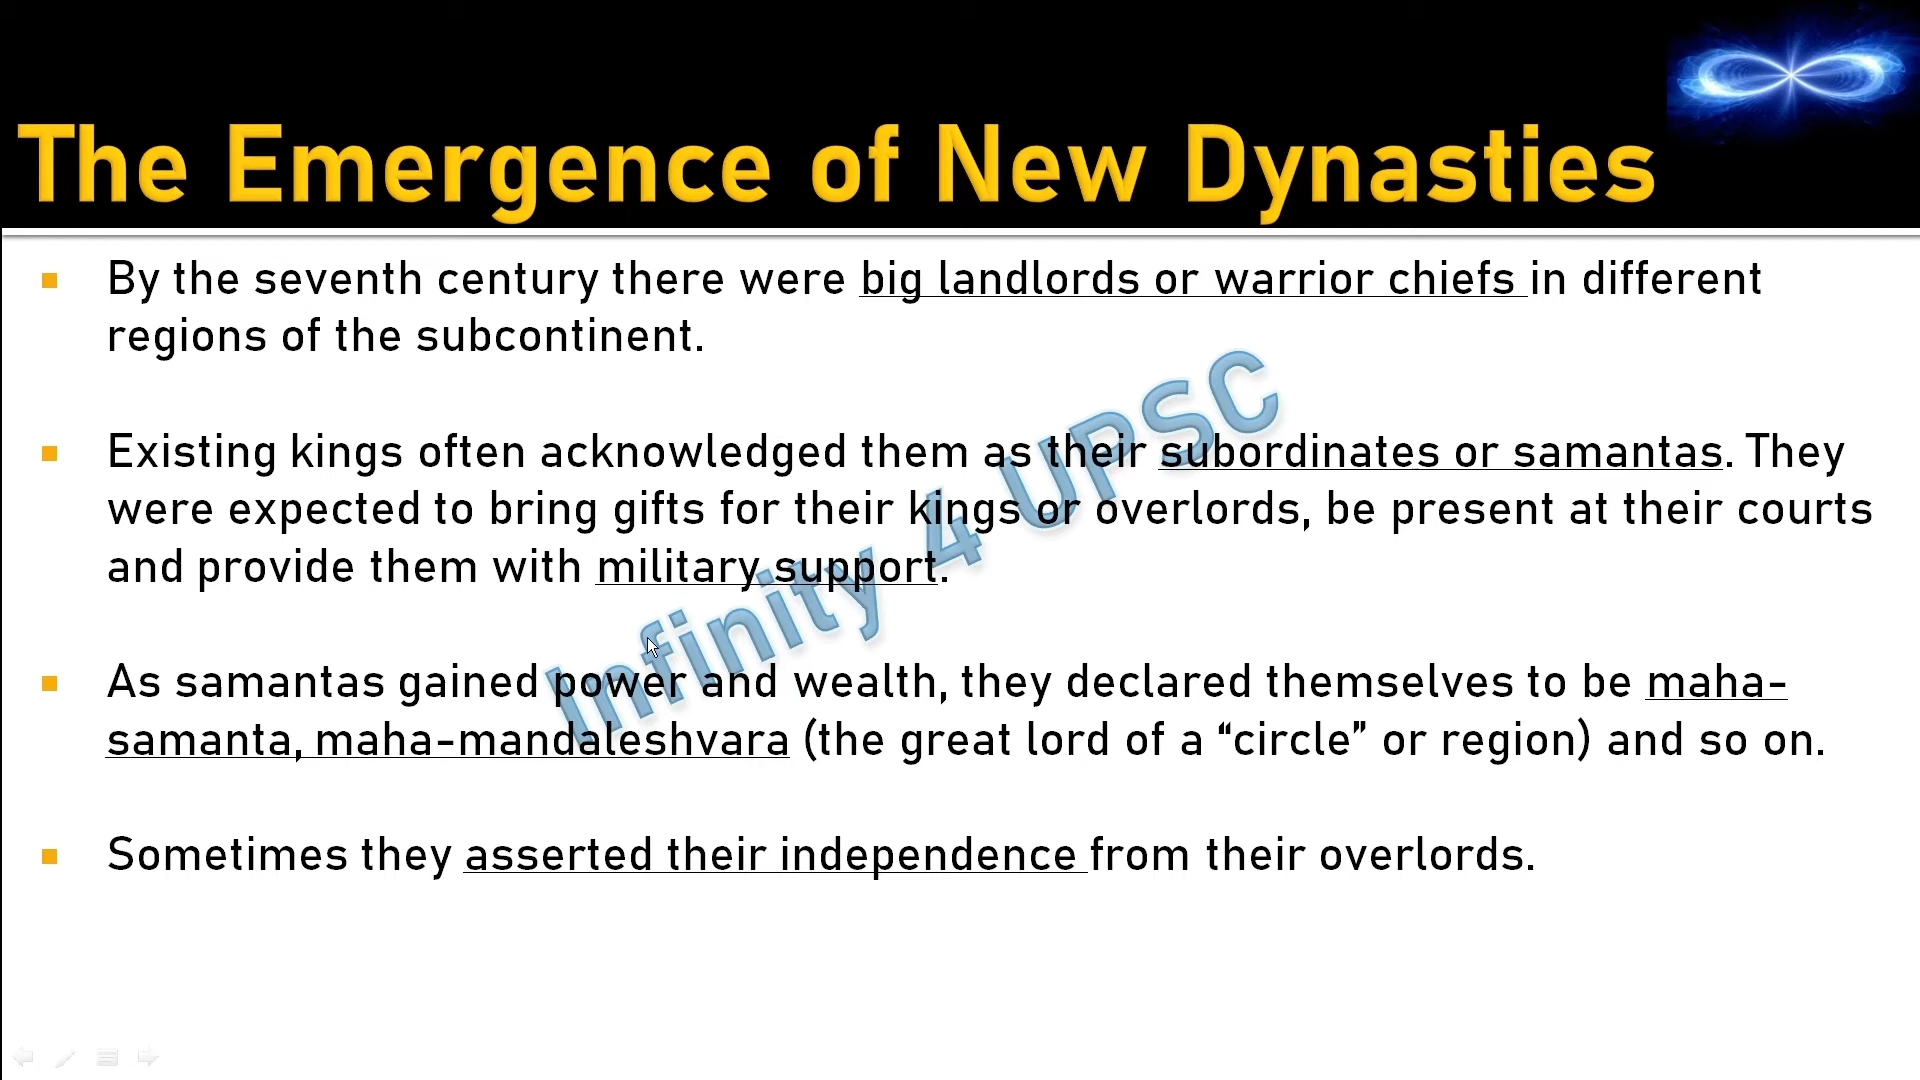 The Emergence of New Dynasties
By the seventh century there were big landlords or warrior chiefs in different
regions of the subcontinent.
Existing kings often acknowledged them as their subordinates or samantas. They
were expected to bring gifts for their kings or overlords, be present at their courts
and provide them with military support.
As samantas gained power and wealth, they declared themselves to be maha-
samanta, maha-mandaleshvara (the great lord of a “circle” or region) and so on.
Sometimes they asserted their independence from their overlords.
Infinity 4 UPSC